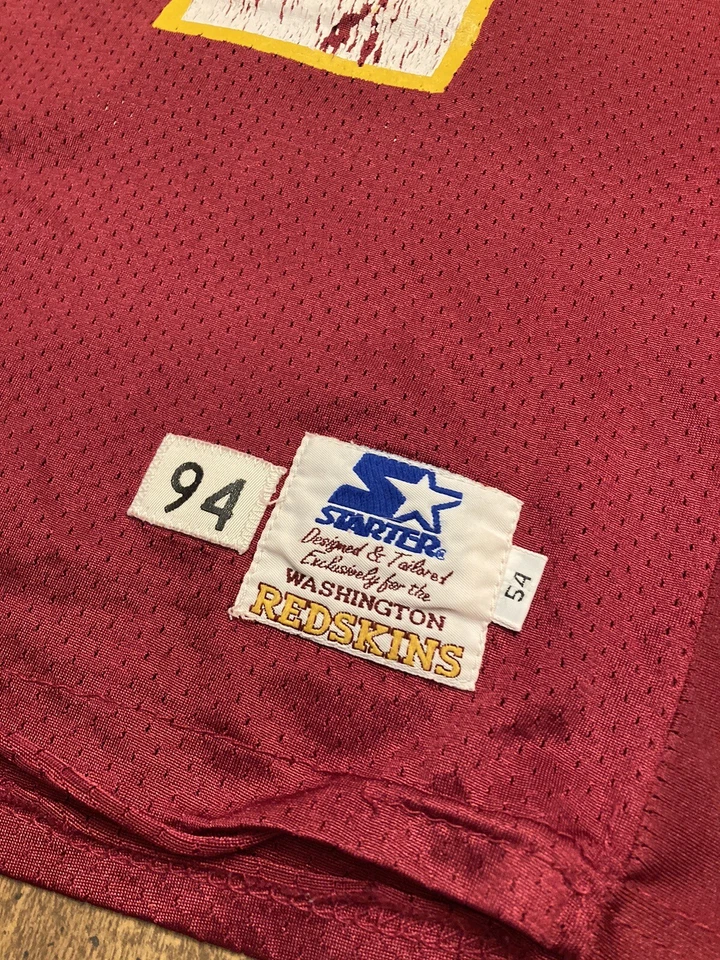 94
STARTER®
Designed & Tailored
Exclusively for the
WASHINGTON
REDSKINS
54